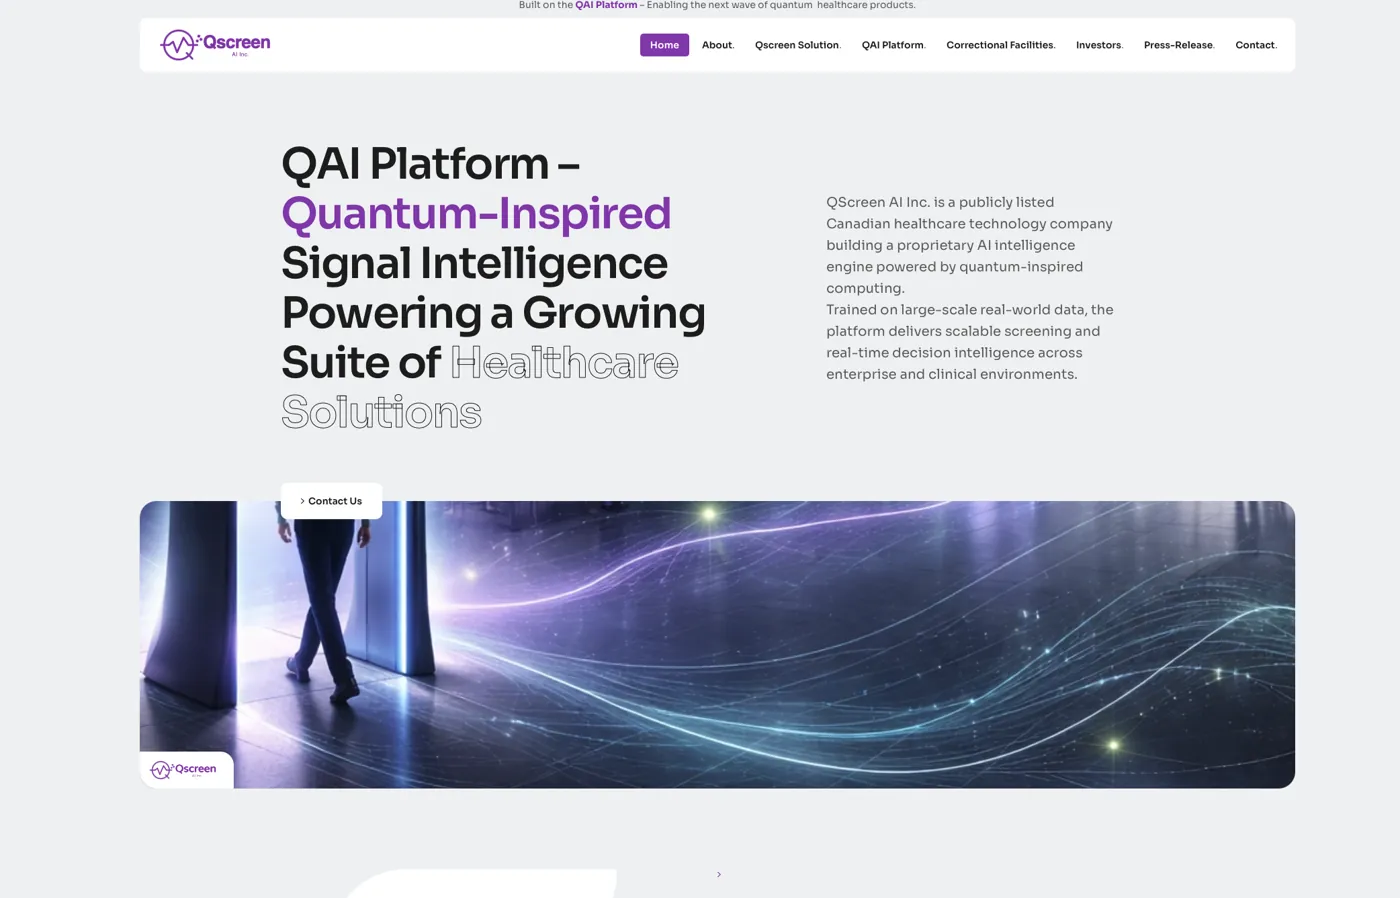 Built on the QAI Platform – Enabling the next wave of quantum healthcare products.
Qscreen
AI Inc.
Home
About.
Qscreen Solution.
QAI Platform.
Correctional Facilities.
Investors.
Press-Release.
Contact.
QAI Platform –
Quantum-Inspired
Signal Intelligence
Powering a Growing
Suite of Healthcare
Solutions
QScreen AI Inc. is a publicly listed
Canadian healthcare technology company
building a proprietary AI intelligence
engine powered by quantum-inspired
computing.
Trained on large-scale real-world data, the
platform delivers scalable screening and
real-time decision intelligence across
enterprise and clinical environments.
> Contact Us
Qscreen
AI Inc.
>